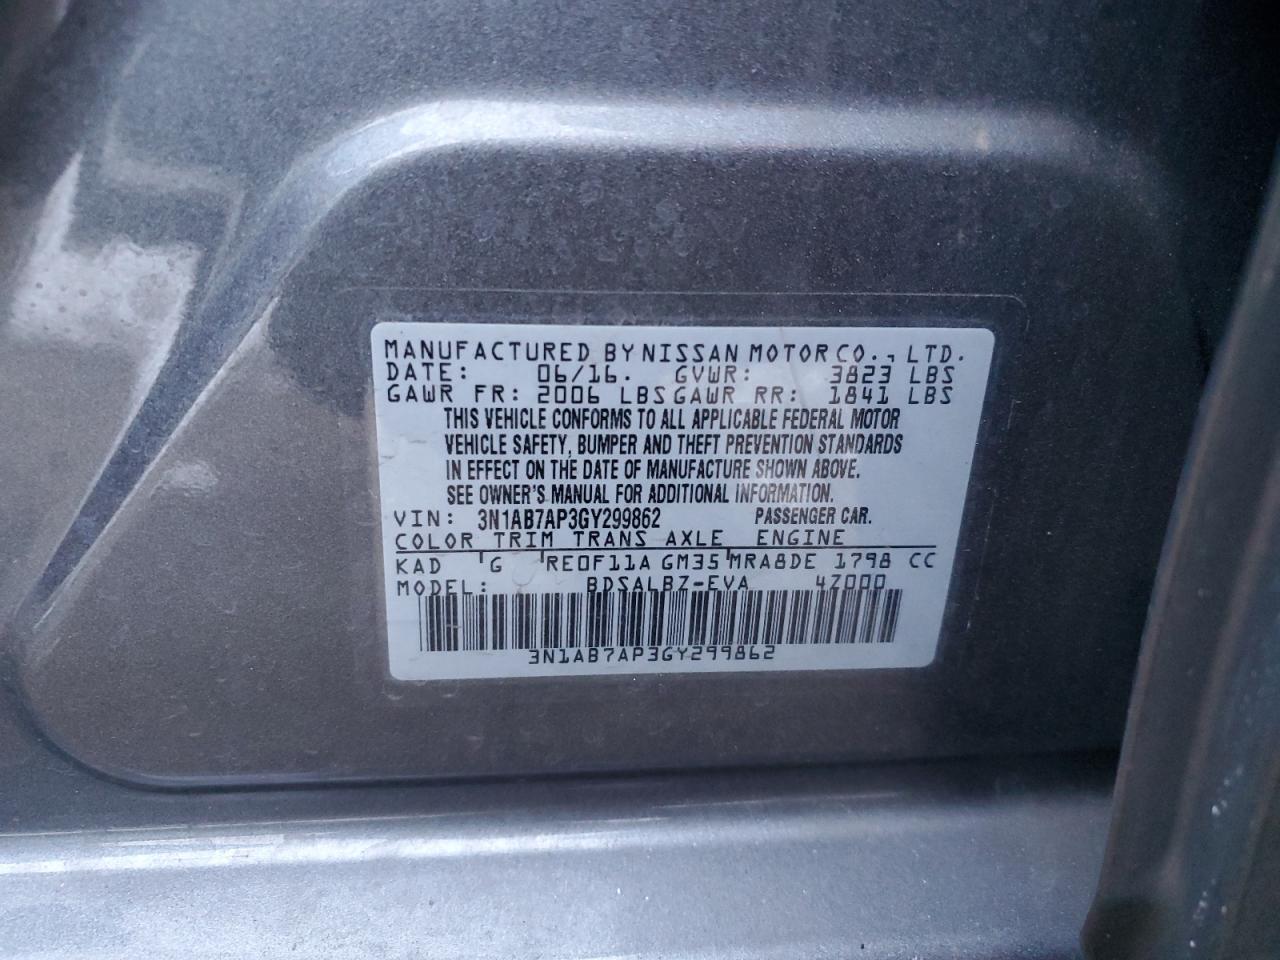 MANUFACTURED BY NISSAN MOTOR CO., LTD.
DATE: 06/16. GVWR: 3823 LBS
GAWR FR: 2006 LBS GAWR RR: 1841 LBS
THIS VEHICLE CONFORMS TO ALL APPLICABLE FEDERAL MOTOR
VEHICLE SAFETY, BUMPER AND THEFT PREVENTION STANDARDS
IN EFFECT ON THE DATE OF MANUFACTURE SHOWN ABOVE.
SEE OWNER'S MANUAL FOR ADDITIONAL INFORMATION.
VIN: 3N1AB7AP3GY299862 PASSENGER CAR.
COLOR TRIM TRANS AXLE ENGINE
KAD G RE0F11A GM35 MRA8DE 1798 CC
MODEL: BDSALBZ-EVA 4Z000
3N1AB7AP3GY299862